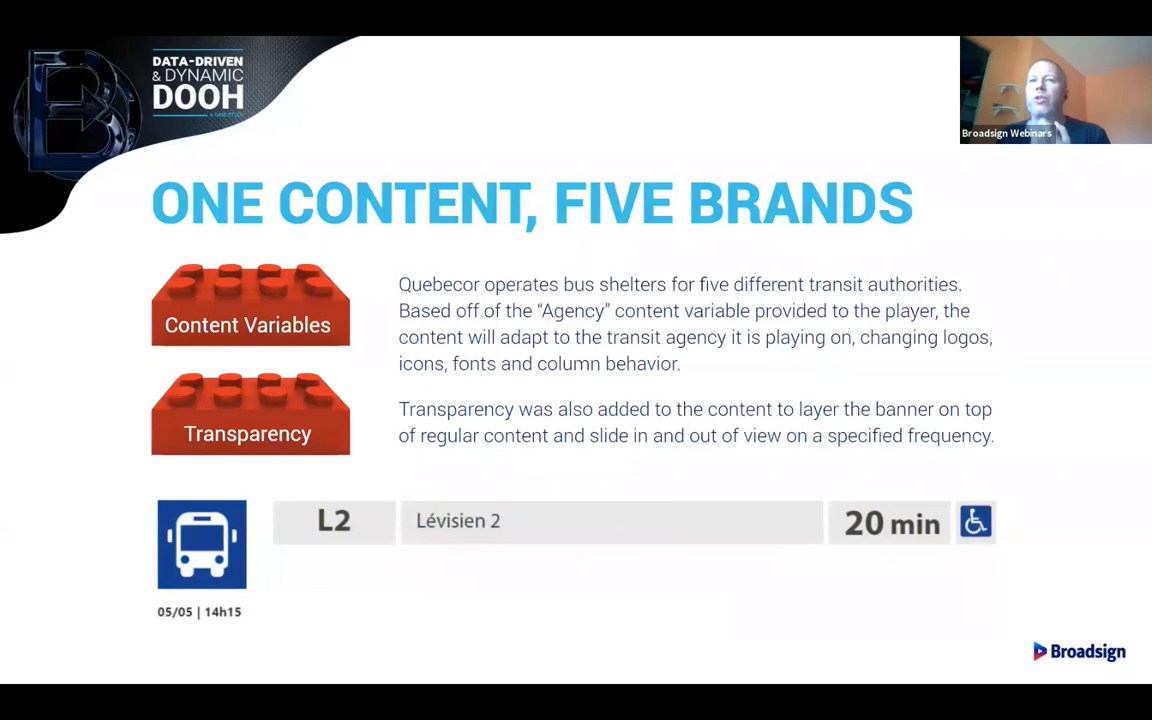 DATA-DRIVEN
& DYNAMIC
DOOH
Broadsign Webinars
ONE CONTENT, FIVE BRANDS
Content Variables
Quebecor operates bus shelters for five different transit authorities.
Based off of the “Agency” content variable provided to the player, the
content will adapt to the transit agency it is playing on, changing logos,
icons, fonts and column behavior.
Transparency
Transparency was also added to the content to layer the banner on top
of regular content and slide in and out of view on a specified frequency.
L2
Lévisien 2
20 min
05/05 | 14h15
Broadsign